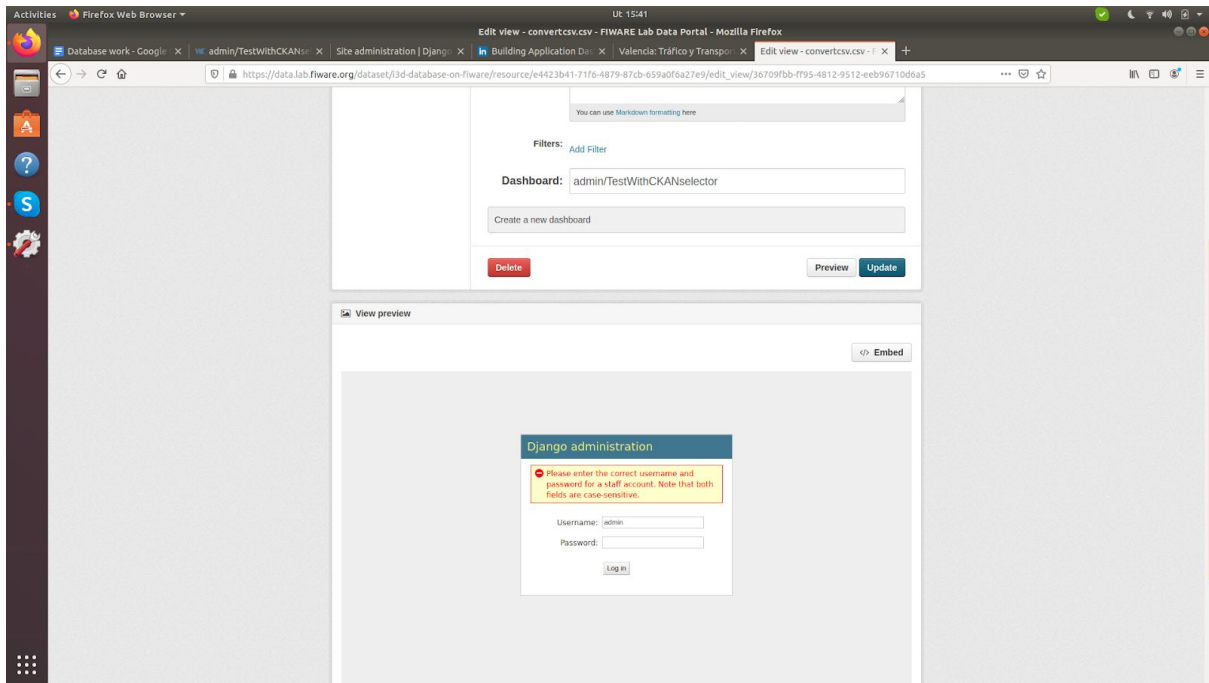 Activities Firefox Web Browser Ut 15:41
Edit view - convertcsv.csv - FIWARE Lab Data Portal - Mozilla Firefox
Database work - Google admin/TestWithCKANse Site administration | Django in Building Application Das Valencia: Tráfico y Transpor Edit view - convertcsv.csv - F
https://data.lab.fiware.org/dataset/i3d-database-on-fiware/resource/e4423b41-71f6-4879-87cb-659a0f6a27e9/edit_view/36709fbb-ff95-4812-9512-eeb96710d6a5
You can use Markdown formatting here
Filters: Add Filter
Dashboard: admin/TestWithCKANselector
Create a new dashboard
Delete Preview Update
View preview
</> Embed
Django administration
Please enter the correct username and
password for a staff account. Note that both
fields are case-sensitive.
Username: admin
Password:
Log in